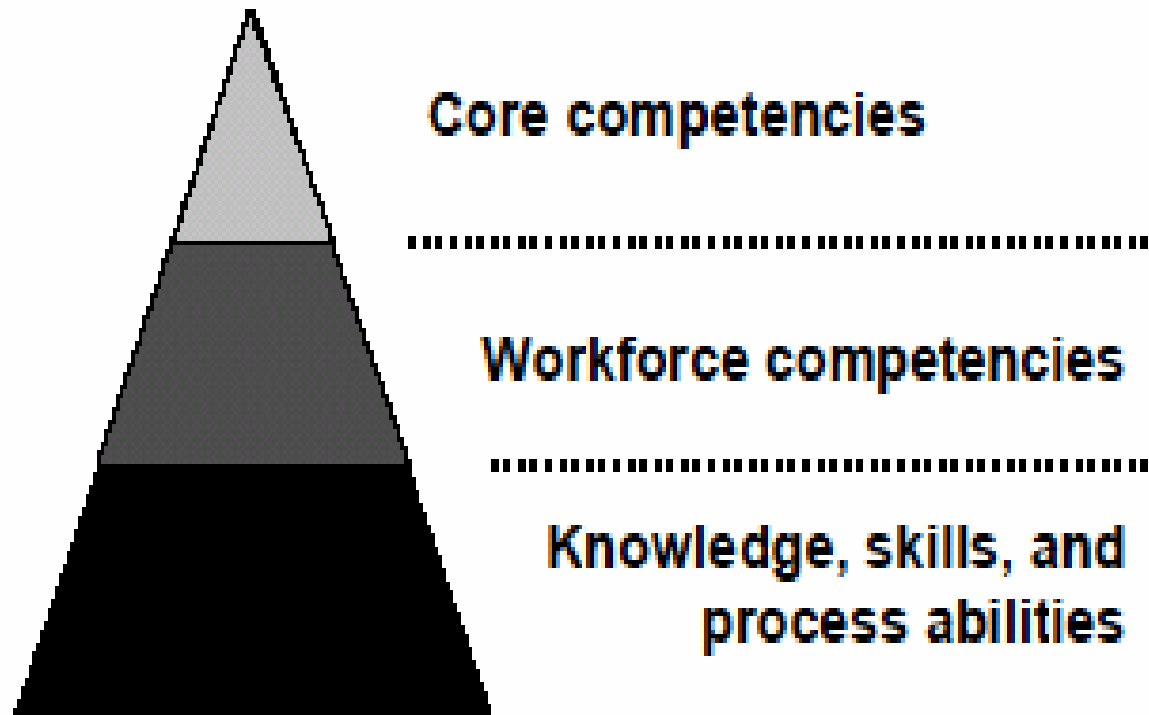 Core competencies
Workforce competencies
Knowledge, skills, and
process abilities